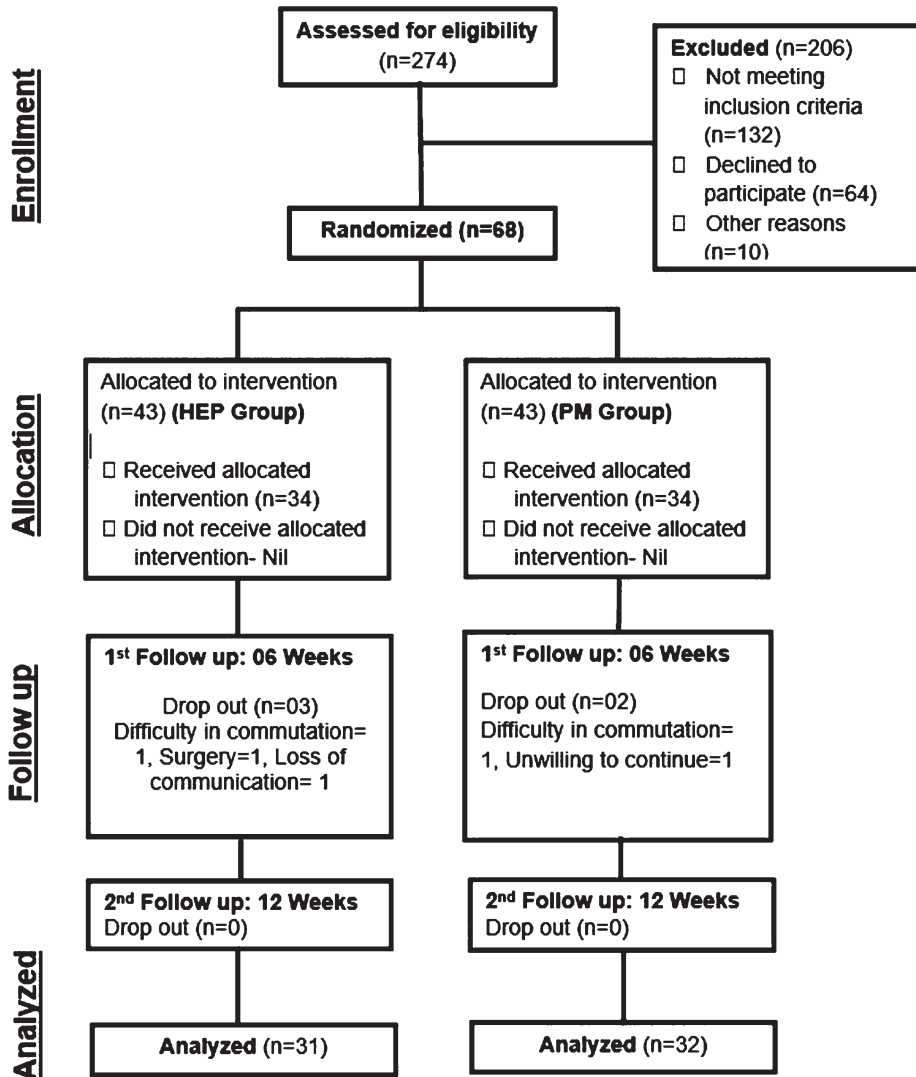 Enrollment
Assessed for eligibility
(n=274)
Excluded (n=206)
▯ Not meeting
inclusion criteria
(n=132)
▯ Declined to
participate (n=64)
▯ Other reasons
(n=10)
Randomized (n=68)
Allocation
Allocated to intervention
(n=43) (HEP Group)
▯ Received allocated
intervention (n=34)
▯ Did not receive allocated
intervention- Nil
Allocated to intervention
(n=43) (PM Group)
▯ Received allocated
intervention (n=34)
▯ Did not receive allocated
intervention- Nil
Follow up
1st Follow up: 06 Weeks
Drop out (n=03)
Difficulty in commutation=
1, Surgery=1, Loss of
communication= 1
1st Follow up: 06 Weeks
Drop out (n=02)
Difficulty in commutation=
1, Unwilling to continue=1
2nd Follow up: 12 Weeks
Drop out (n=0)
2nd Follow up: 12 Weeks
Drop out (n=0)
Analyzed
Analyzed (n=31)
Analyzed (n=32)